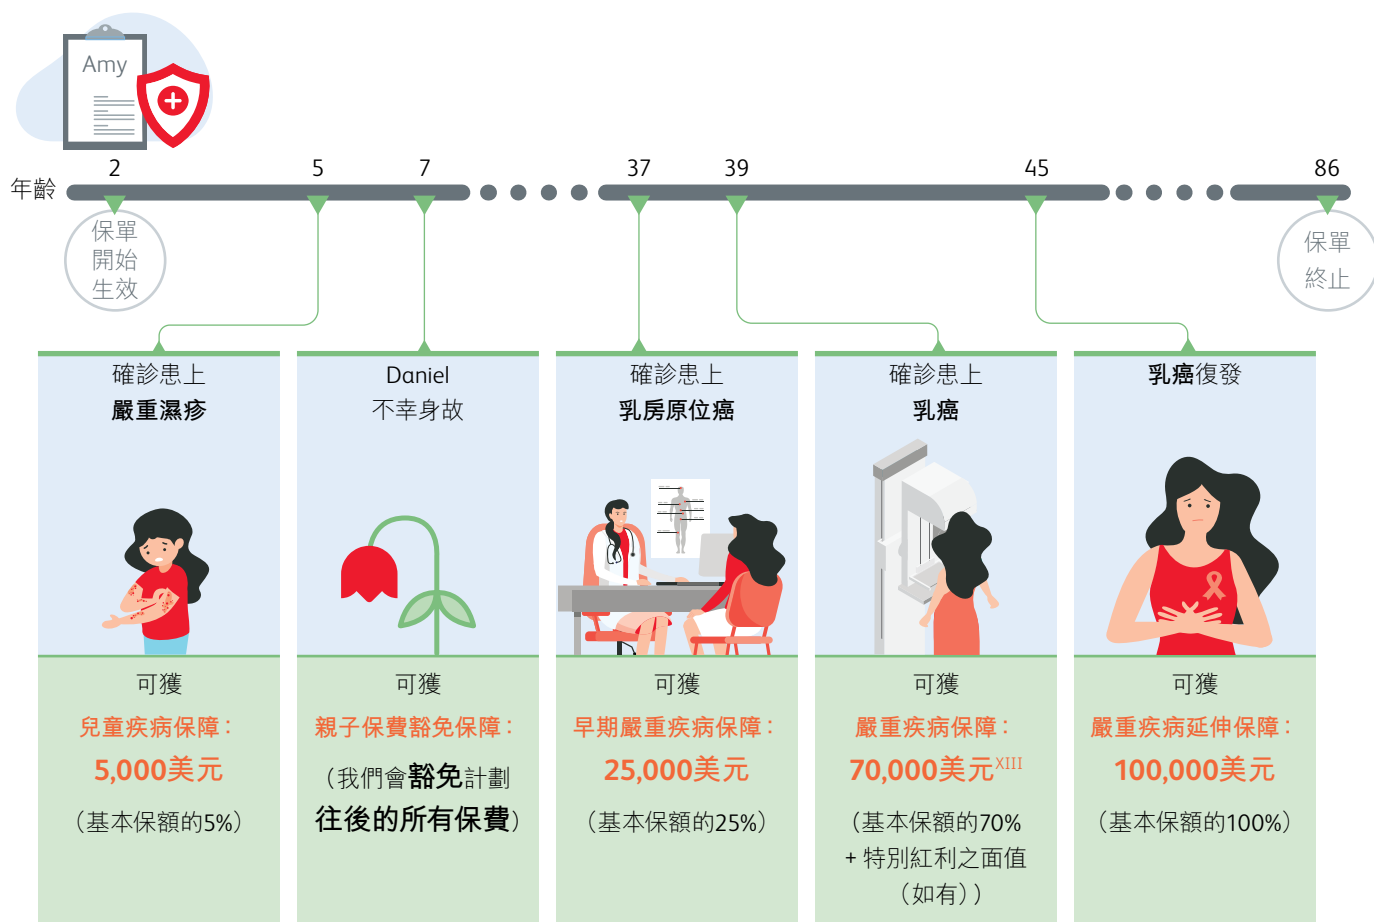 Amy
年齡
2
5
7
37
39
45
86
保單
開始
生效
保單
終止
確診患上
嚴重濕疹
可獲
兒童疾病保障：
5,000美元
（基本保額的5%）
Daniel
不幸身故
可獲
親子保費豁免保障：
（我們會豁免計劃
往後的所有保費）
確診患上
乳房原位癌
可獲
早期嚴重疾病保障：
25,000美元
（基本保額的25%）
確診患上
乳癌
可獲
嚴重疾病保障：
70,000美元XIII
（基本保額的70%
+ 特別紅利之面值
（如有））
乳癌復發
可獲
嚴重疾病延伸保障：
100,000美元
（基本保額的100%）